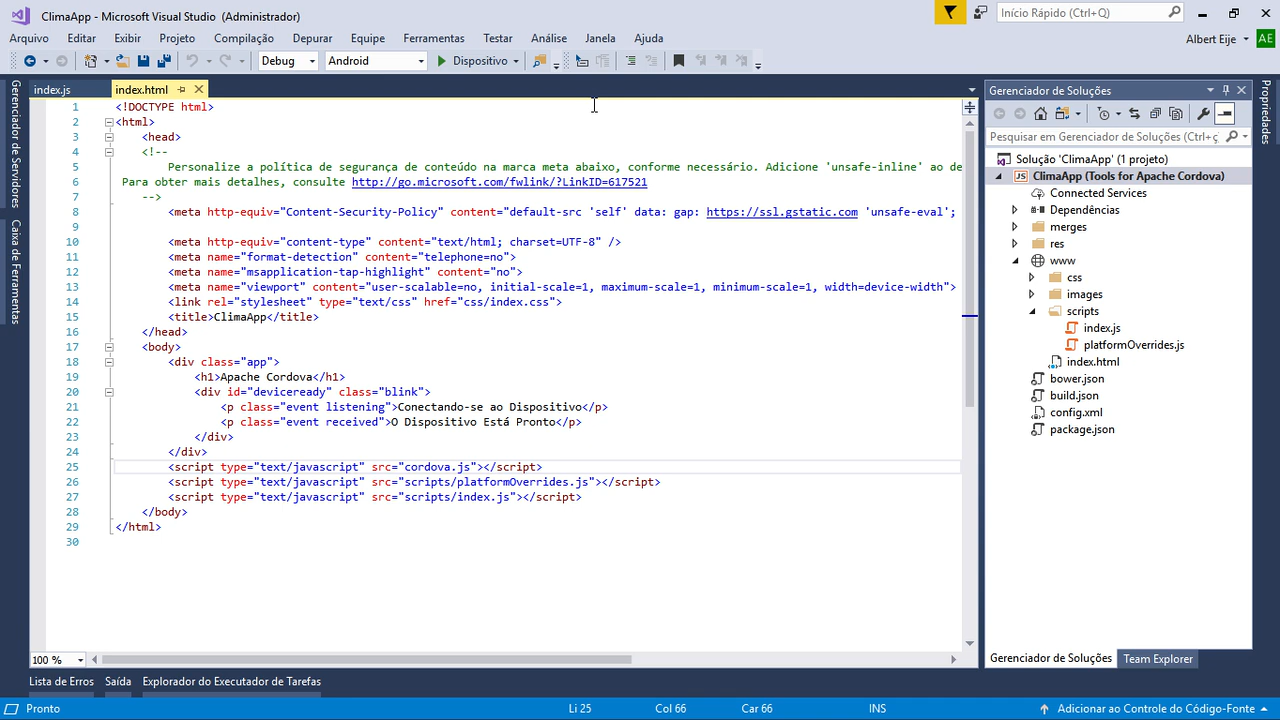 ClimaApp - Microsoft Visual Studio (Administrador)
Início Rápido (Ctrl+Q)
Arquivo Editar Exibir Projeto Compilação Depurar Equipe Ferramentas Testar Análise Janela Ajuda
Albert Eije AE
Debug Android Dispositivo
index.js index.html
Gerenciador de Servidores
Caixa de Ferramentas
1 <!DOCTYPE html>
2 <html>
3 <head>
4 <!--
5 Personalize a política de segurança de conteúdo na marca meta abaixo, conforme necessário. Adicione 'unsafe-inline' ao de
6 Para obter mais detalhes, consulte http://go.microsoft.com/fwlink/?LinkID=617521
7 -->
8 <meta http-equiv="Content-Security-Policy" content="default-src 'self' data: gap: https://ssl.gstatic.com 'unsafe-eval';
9
10 <meta http-equiv="content-type" content="text/html; charset=UTF-8" />
11 <meta name="format-detection" content="telephone=no">
12 <meta name="msapplication-tap-highlight" content="no">
13 <meta name="viewport" content="user-scalable=no, initial-scale=1, maximum-scale=1, minimum-scale=1, width=device-width">
14 <link rel="stylesheet" type="text/css" href="css/index.css">
15 <title>ClimaApp</title>
16 </head>
17 <body>
18 <div class="app">
19 <h1>Apache Cordova</h1>
20 <div id="deviceready" class="blink">
21 <p class="event listening">Conectando-se ao Dispositivo</p>
22 <p class="event received">O Dispositivo Está Pronto</p>
23 </div>
24 </div>
25 <script type="text/javascript" src="cordova.js"></script>
26 <script type="text/javascript" src="scripts/platformOverrides.js"></script>
27 <script type="text/javascript" src="scripts/index.js"></script>
28 </body>
29 </html>
30
100 %
Gerenciador de Soluções
Pesquisar em Gerenciador de Soluções (Ctrl+ç
Solução 'ClimaApp' (1 projeto)
JS ClimaApp (Tools for Apache Cordova)
Connected Services
Dependências
merges
res
www
css
images
scripts
index.js
platformOverrides.js
index.html
bower.json
build.json
config.xml
package.json
Gerenciador de Soluções Team Explorer
Propriedades
Lista de Erros Saída Explorador do Executador de Tarefas
Pronto Li 25 Col 66 Car 66 INS Adicionar ao Controle do Código-Fonte